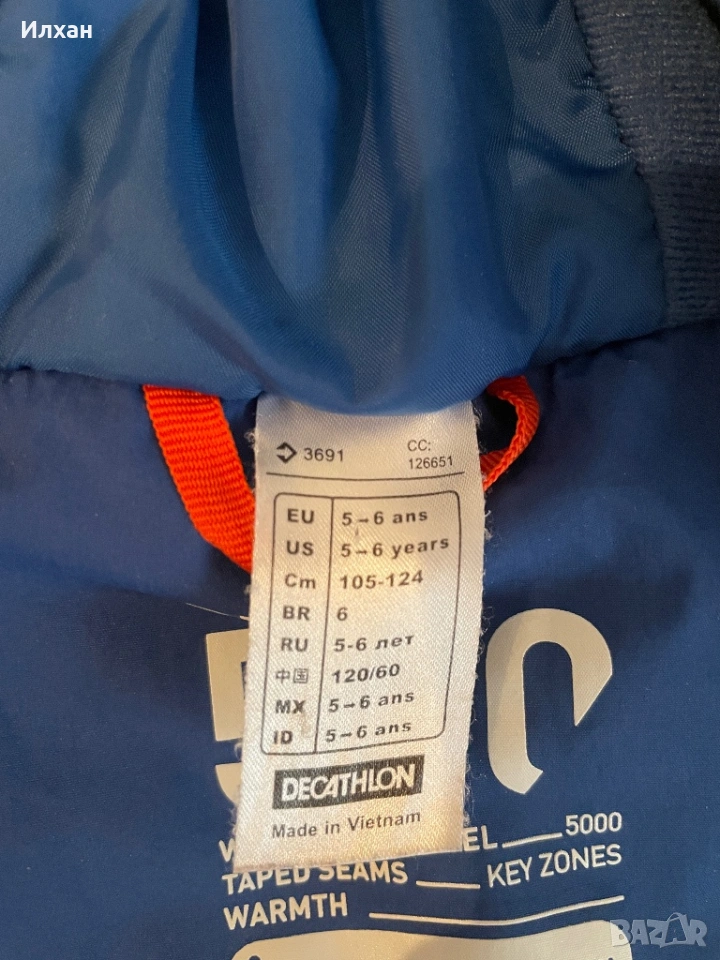 Илхан
3691 CC: 126651
EU 5-6 ans
US 5-6 years
Cm 105-124
BR 6
RU 5-6 лет
中国 120/60
MX 5-6 ans
ID 5-6 ans
DECATHLON
Made in Vietnam
5000
TAPED SEAMS KEY ZONES
WARMTH
BAZAR